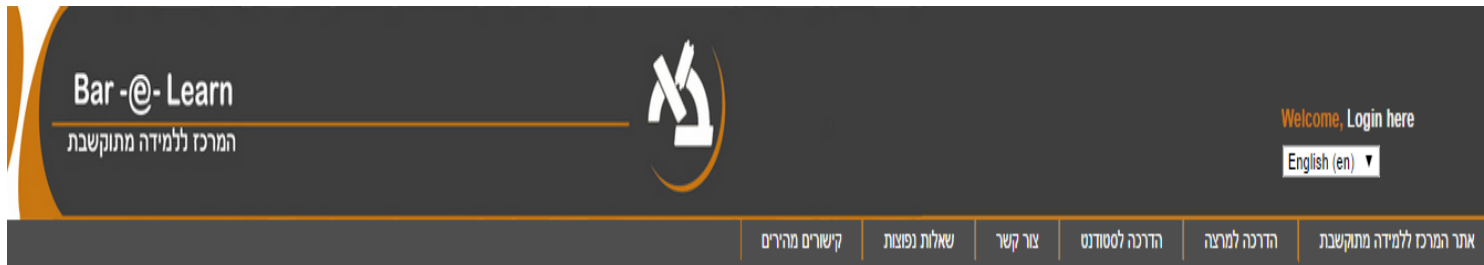 Bar -@- Learn
המרכז ללמידה מתוקשבת
Welcome, Login here
English (en) ▼
אתר המרכז ללמידה מתוקשבת הדרכה למרצה הדרכה לסטודנט צור קשר שאלות נפוצות קישורים מהירים